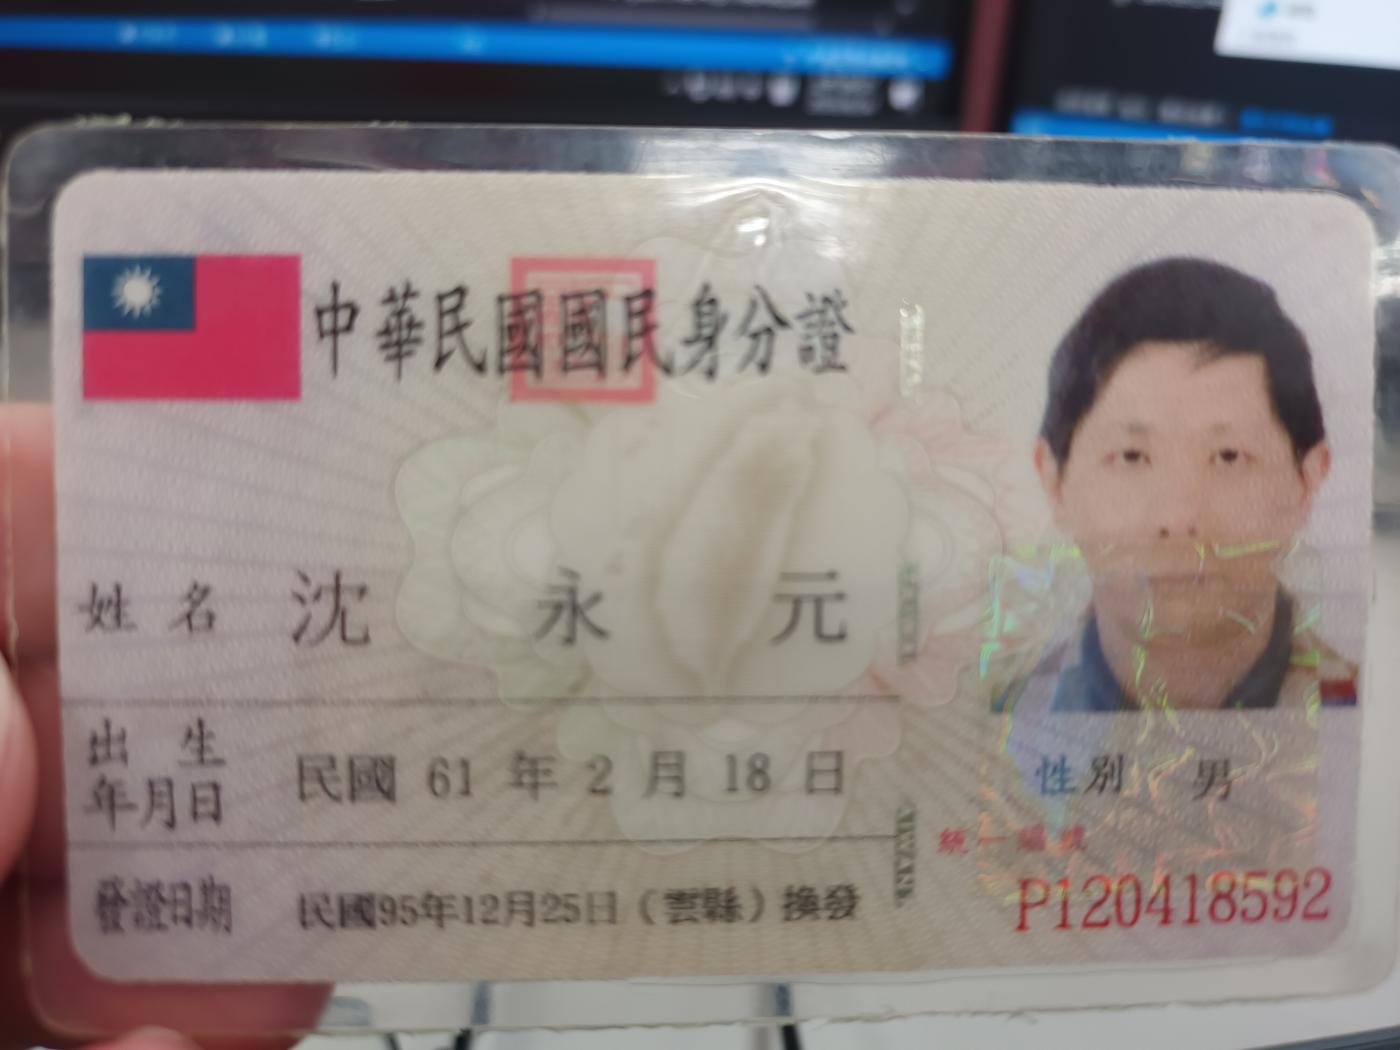 中華民國國民身分證
姓名 沈永元
出生年月日 民國 61 年 2 月 18 日
性別 男
發證日期 民國95年12月25日（雲縣）換發
統一編號
P120418592